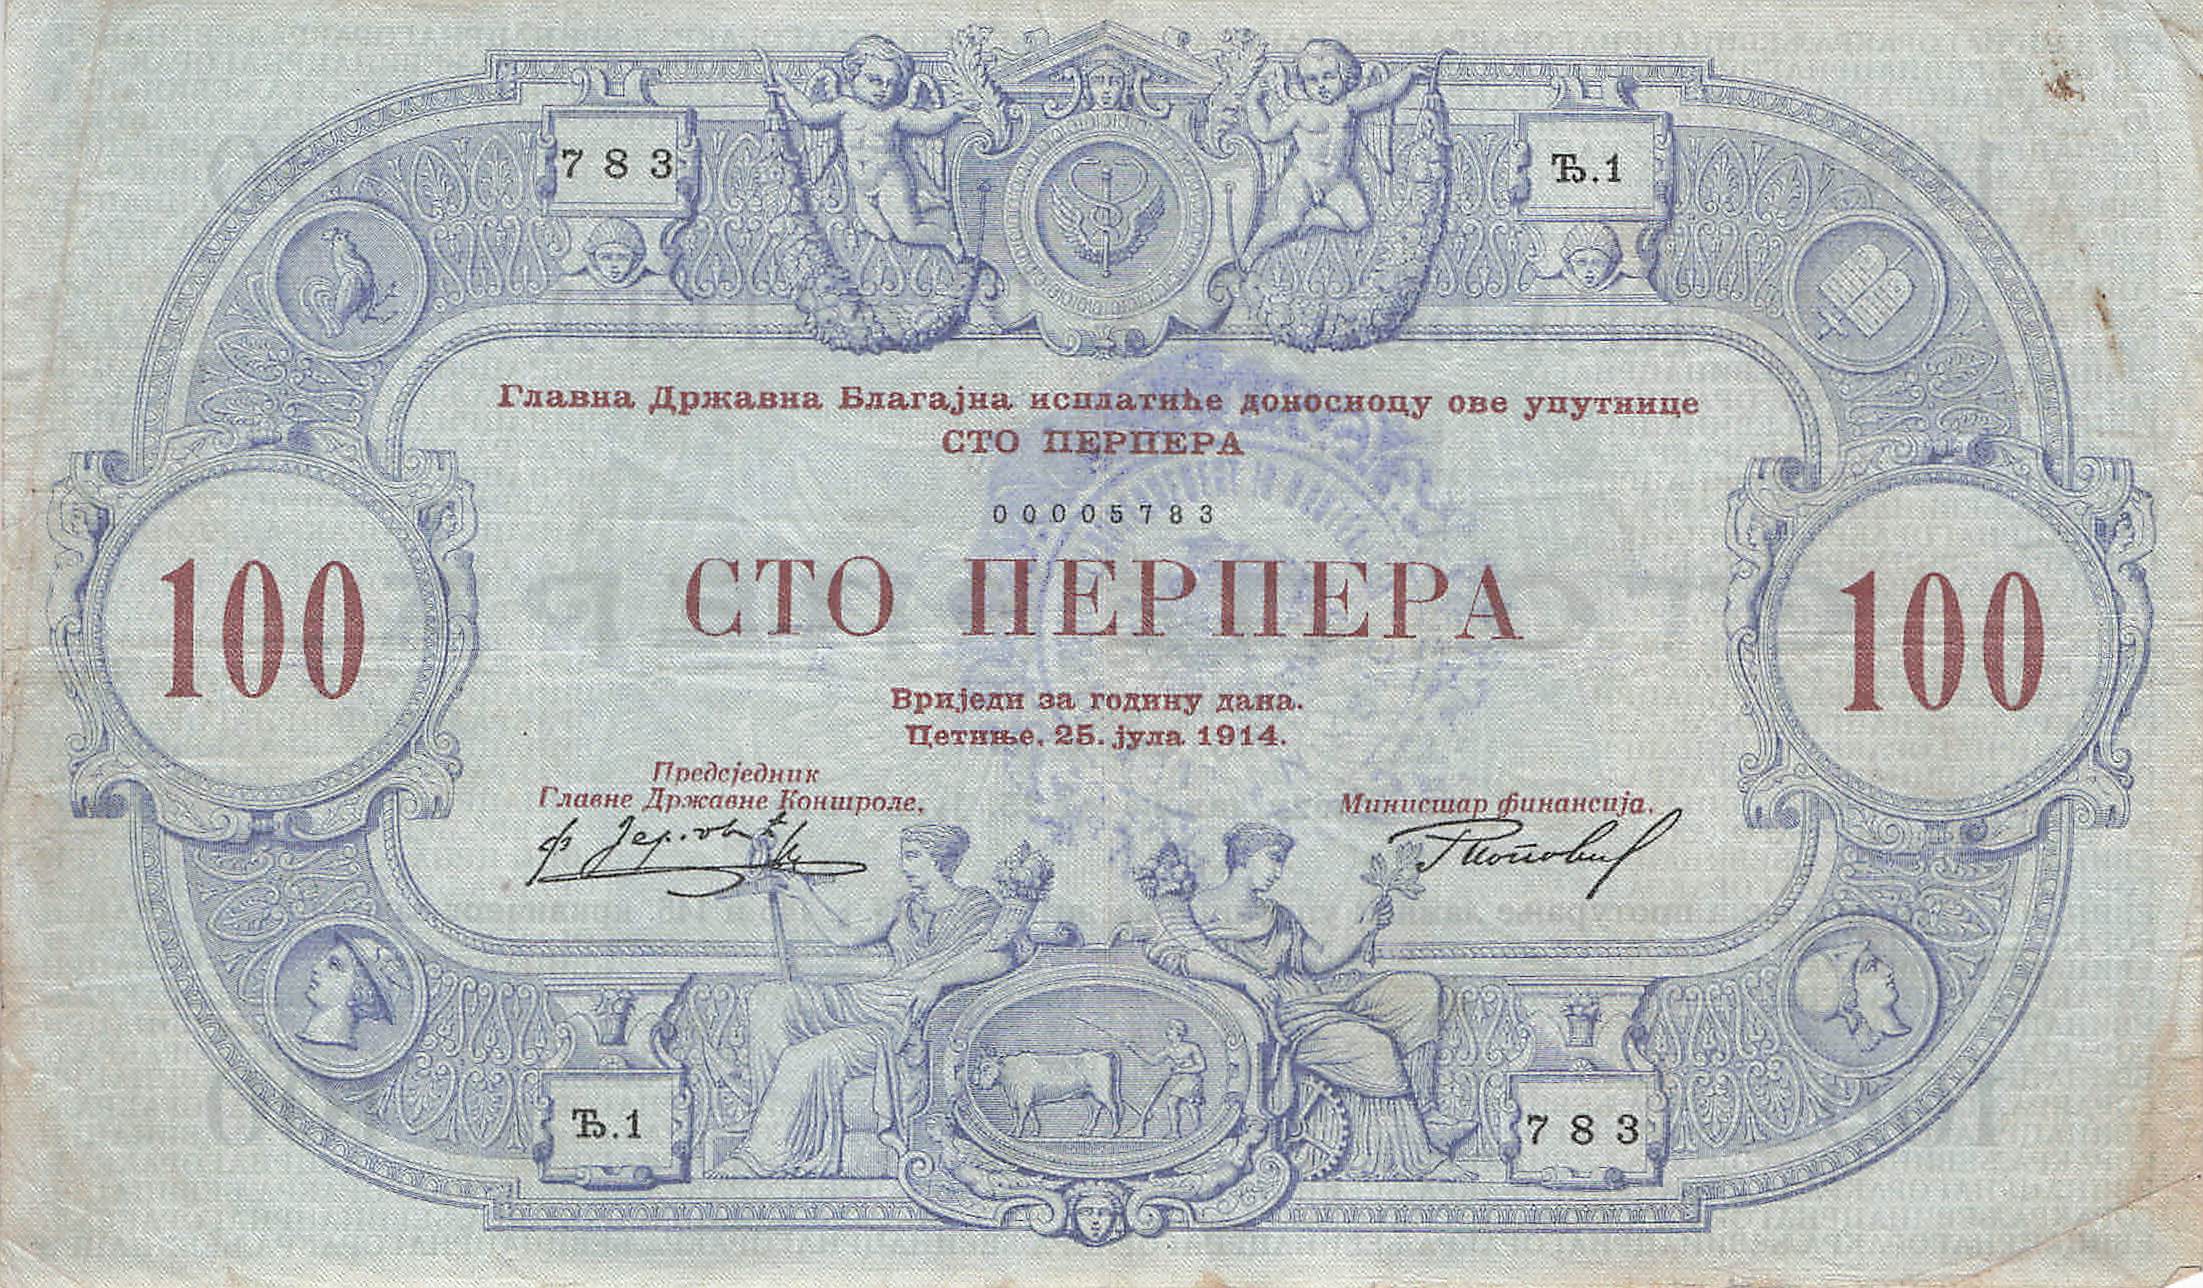 783
Ђ.1
Главна Државна Благајна исплатиће доносиоцу ове упутнице
СТО ПЕРПЕРА
00005783
100
СТО ПЕРПЕРА
100
Вриједи за годину дана.
Цетиње, 25. јула 1914.
Предсједник
Главне Државне Контроле,
Министар финансија,
Ђ.1
783